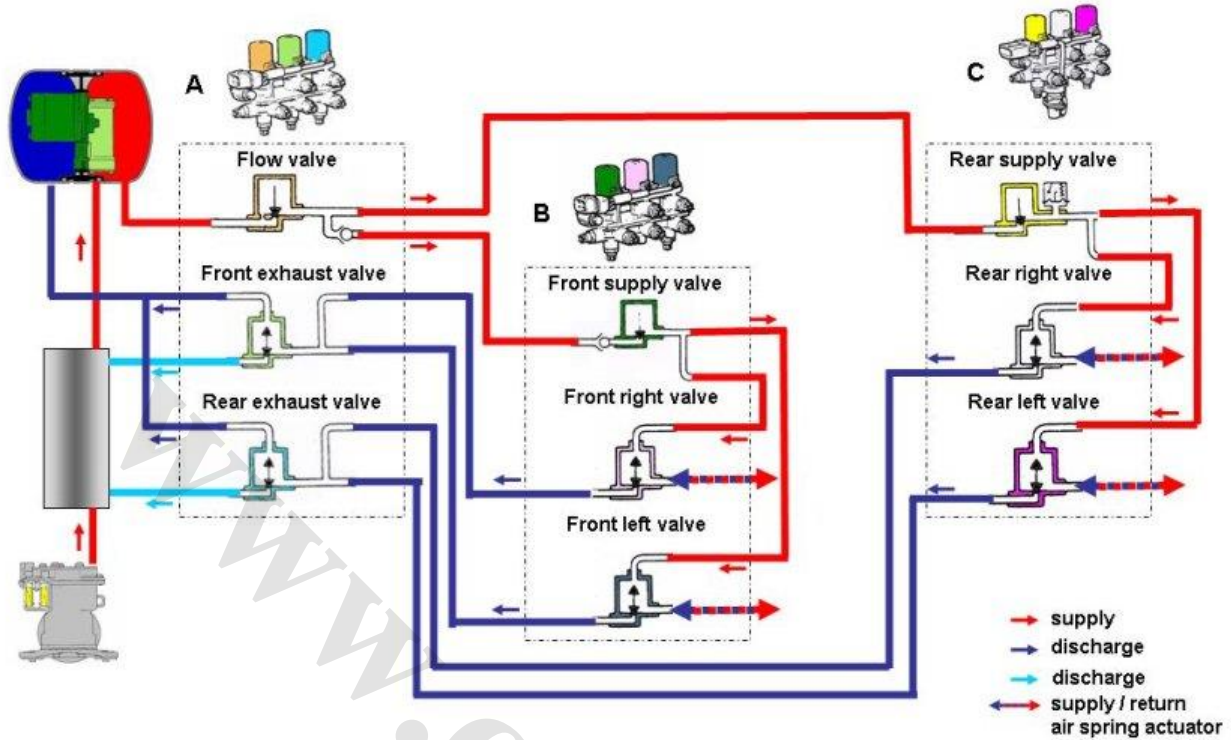 A
C
Flow valve
Rear supply valve
B
Front exhaust valve
Front supply valve
Rear right valve
Rear exhaust valve
Front right valve
Rear left valve
Front left valve
supply
discharge
discharge
supply / return
air spring actuator